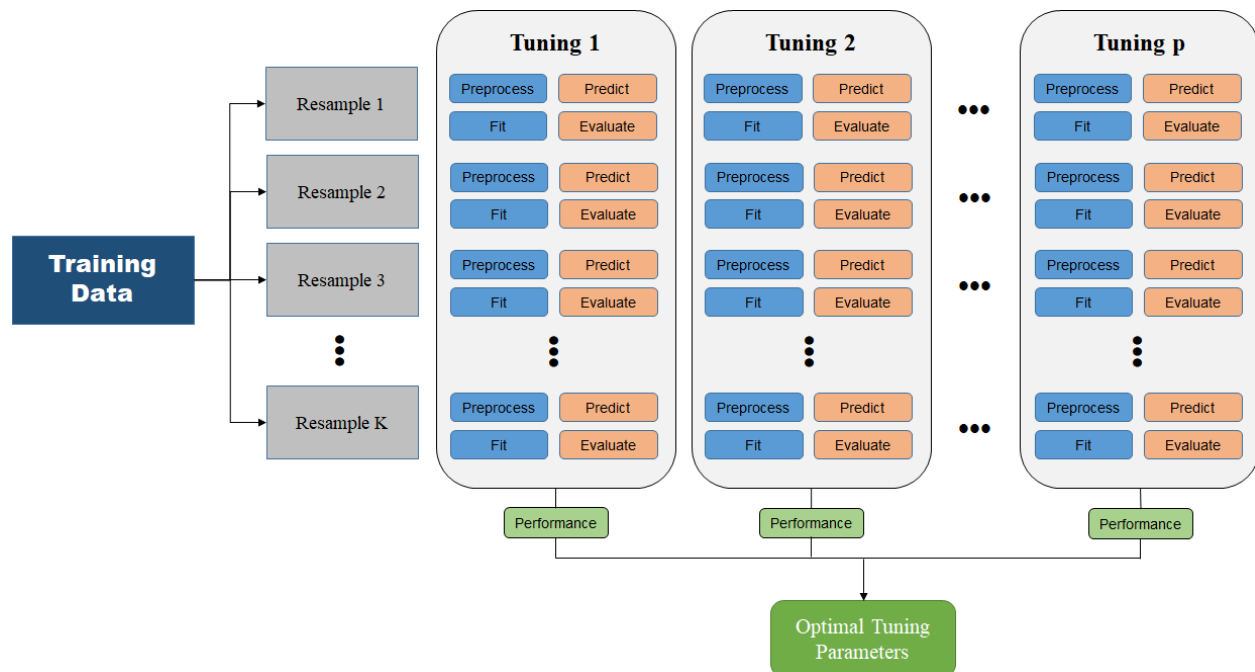 Tuning 1
Tuning 2
Tuning p
Resample 1
Preprocess Predict
Fit Evaluate
Preprocess Predict
Fit Evaluate
Preprocess Predict
Fit Evaluate
Resample 2
Preprocess Predict
Fit Evaluate
Preprocess Predict
Fit Evaluate
Preprocess Predict
Fit Evaluate
Training
Data
Resample 3
Preprocess Predict
Fit Evaluate
Preprocess Predict
Fit Evaluate
Preprocess Predict
Fit Evaluate
Resample K
Preprocess Predict
Fit Evaluate
Preprocess Predict
Fit Evaluate
Preprocess Predict
Fit Evaluate
Performance
Performance
Performance
Optimal Tuning
Parameters